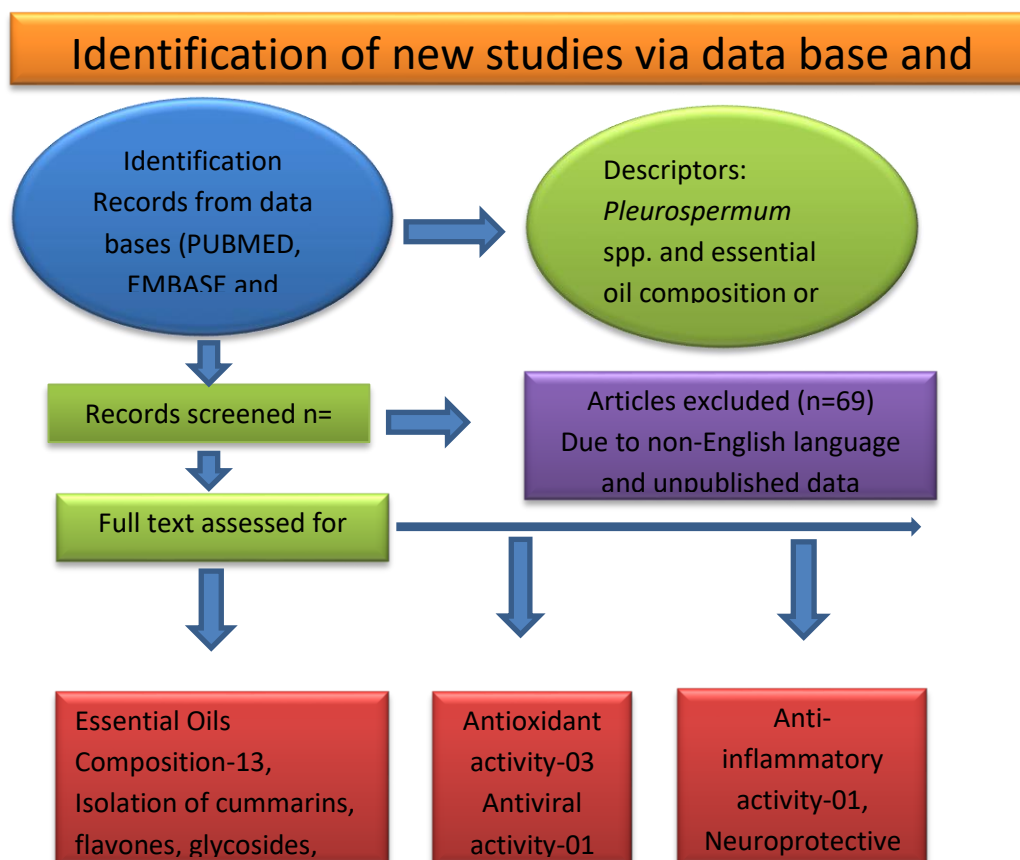 Identification of new studies via data base and
Identification
Records from data
bases (PUBMED,
EMBASE and
Descriptors:
Pleurospermum
spp. and essential
oil composition or
Records screened n=
Articles excluded (n=69)
Due to non-English language
and unpublished data
Full text assessed for
Essential Oils
Composition-13,
Isolation of cummarins,
flavones, glycosides,
Antioxidant
activity-03
Antiviral
activity-01
Anti-
inflammatory
activity-01,
Neuroprotective